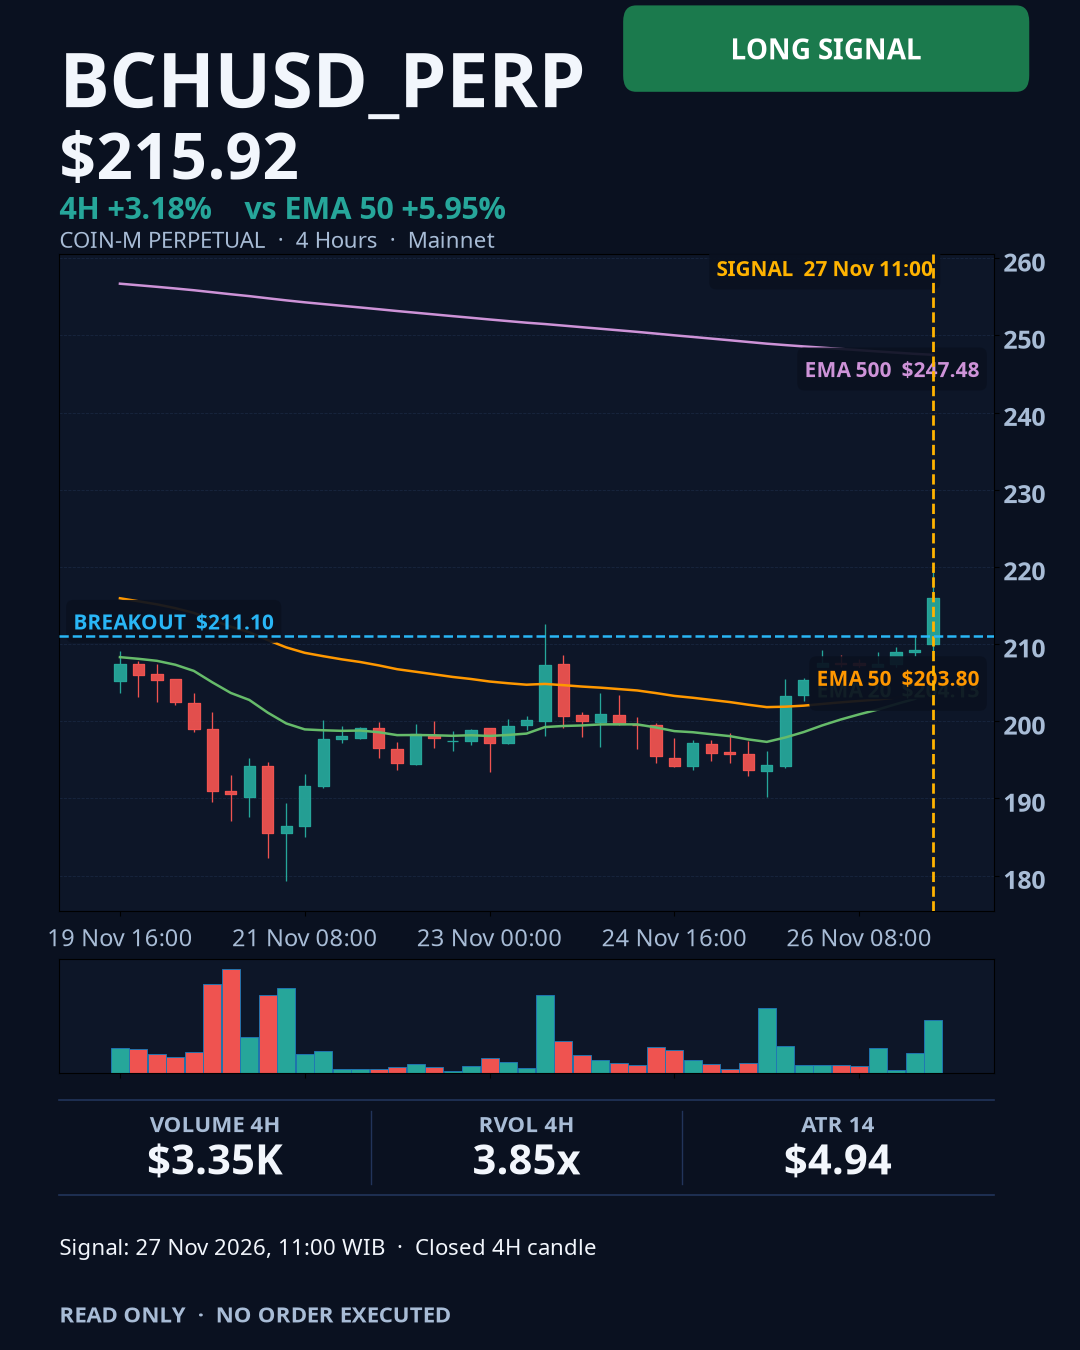 LONG SIGNAL
BCHUSD_PERP
$215.92
4H +3.18% vs EMA 50 +5.95%
COIN-M PERPETUAL · 4 Hours · Mainnet
SIGNAL 27 Nov 11:00
260
250
EMA 500 $247.48
240
230
220
BREAKOUT $211.10
210
EMA 50 $203.80
EMA 20 $204.13
200
190
180
19 Nov 16:00 21 Nov 08:00 23 Nov 00:00 24 Nov 16:00 26 Nov 08:00
VOLUME 4H RVOL 4H ATR 14
$3.35K 3.85x $4.94
Signal: 27 Nov 2026, 11:00 WIB · Closed 4H candle
READ ONLY · NO ORDER EXECUTED